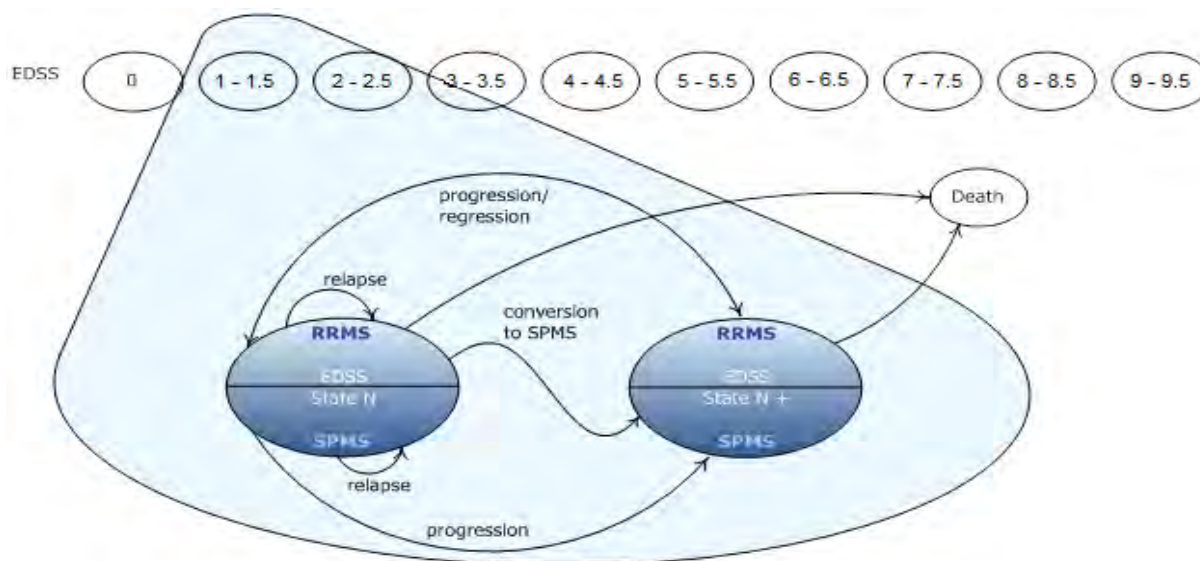 EDSS
0
1 - 1.5
2 - 2.5
3 - 3.5
4 - 4.5
5 - 5.5
6 - 6.5
7 - 7.5
8 - 8.5
9 - 9.5
progression/
regression
Death
relapse
conversion
to SPMS
RRMS
EDSS
State N
SPMS
RRMS
EDSS
State N +
SPMS
relapse
progression